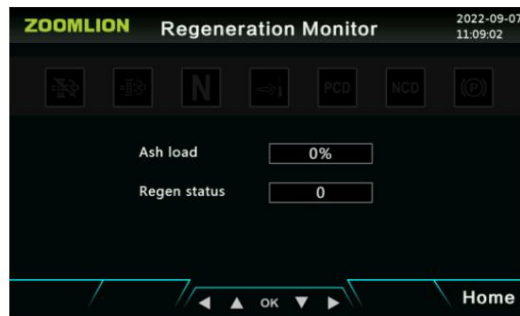 ZOOMLION
Regeneration Monitor
2022-09-07
11:09:02
N
PCD
NCD
(P)
Ash load 0%
Regen status 0
OK
Home